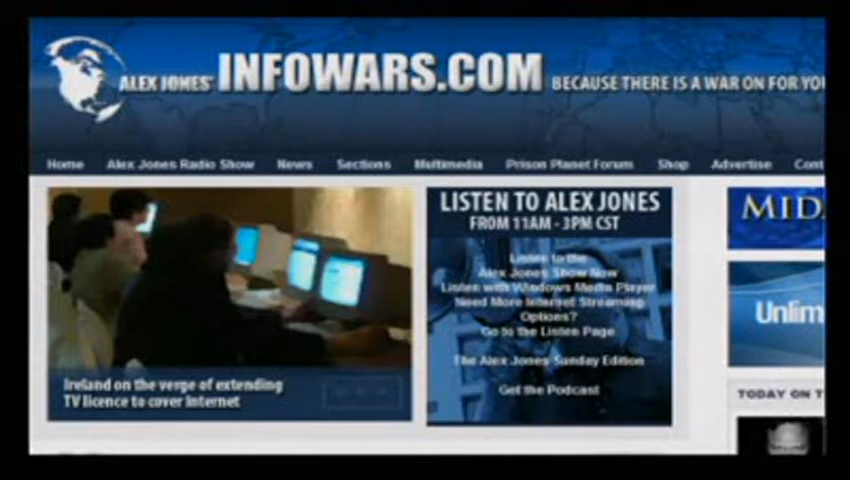 ALEX JONES' INFOWARS.COM BECAUSE THERE IS A WAR ON FOR YOU
Home Alex Jones Radio Show News Sections Multimedia Prison Planet Forum Shop Advertise Cont
LISTEN TO ALEX JONES
FROM 11AM - 3PM CST
Listen to the
Alex Jones Show Now
Listen with Windows Media Player
Need More Internet Streaming
Options?
Go to the Listen Page
The Alex Jones Sunday Edition
Get the Podcast
Ireland on the verge of extending
TV licence to cover Internet
MID
Unlim
TODAY ON T